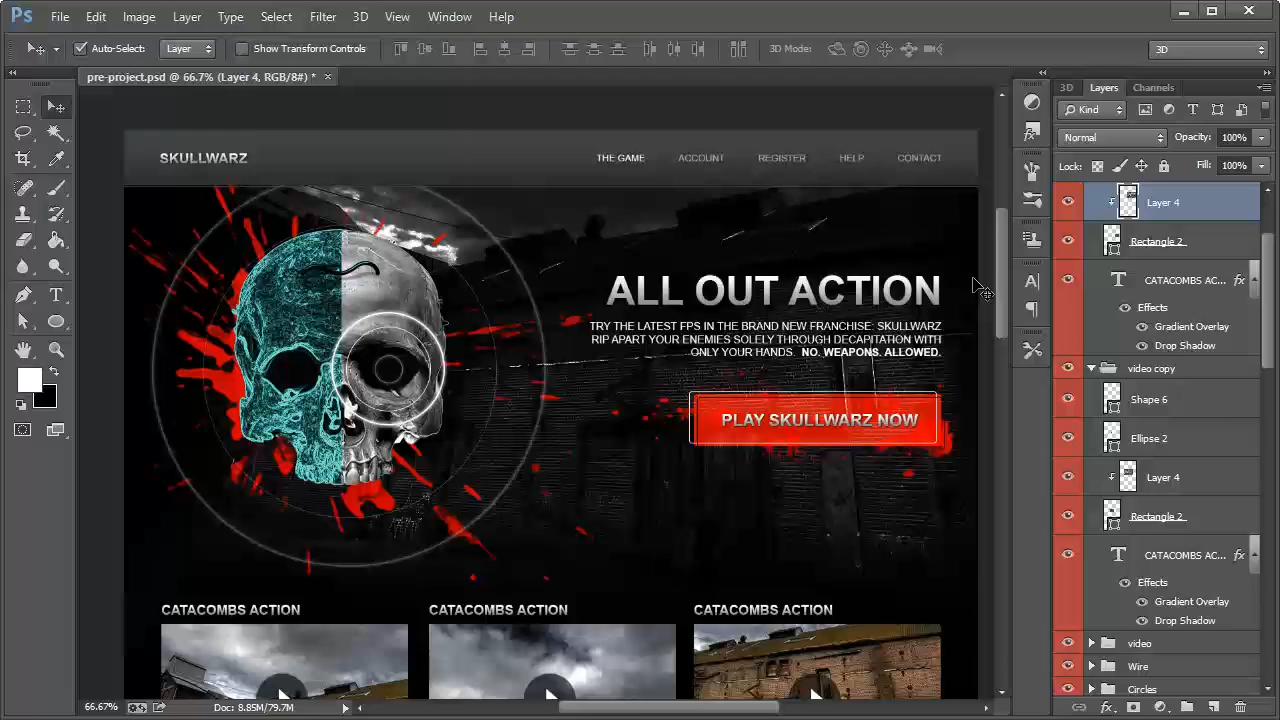 Ps File Edit Image Layer Type Select Filter 3D View Window Help
Auto-Select: Layer Show Transform Controls 3D Mode: 3D
pre-project.psd @ 66.7% (Layer 4, RGB/8#) * ×
3D Layers Channels
Kind
Normal Opacity: 100%
Lock: Fill: 100%
Layer 4
Rectangle 2
CATACOMBS AC... fx
Effects
Gradient Overlay
Drop Shadow
video copy
Shape 6
Ellipse 2
Layer 4
Rectangle 2
CATACOMBS AC... fx
Effects
Gradient Overlay
Drop Shadow
video
Wire
Circles
SKULLWARZ THE GAME ACCOUNT REGISTER HELP CONTACT
ALL OUT ACTION
TRY THE LATEST FPS IN THE BRAND NEW FRANCHISE: SKULLWARZ
RIP APART YOUR ENEMIES SOLELY THROUGH DECAPITATION WITH
ONLY YOUR HANDS. NO. WEAPONS. ALLOWED.
PLAY SKULLWARZ NOW
CATACOMBS ACTION CATACOMBS ACTION CATACOMBS ACTION
66.67% Doc: 8.85M/79.7M